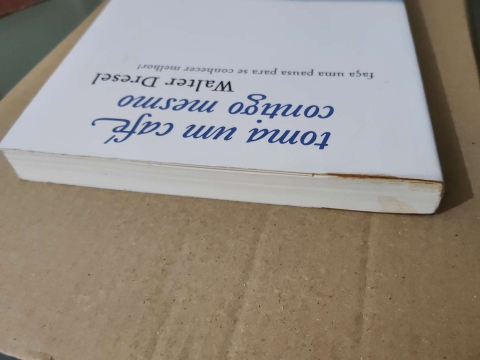 toma um café
contigo mesmo
Walter Dresel
faça uma pausa para se conhecer melhor!